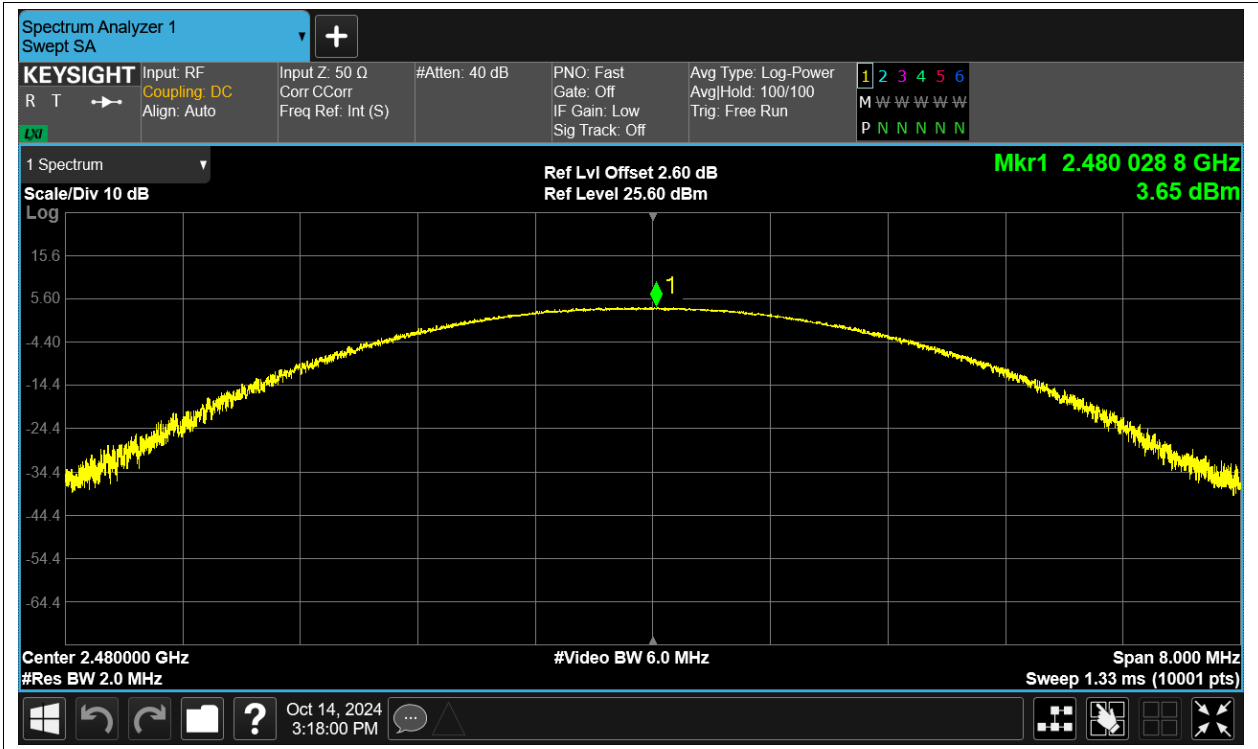 Spectrum Analyzer 1
Swept SA
+
KEYSIGHT
R T
LXI
Input: RF
Coupling: DC
Align: Auto
Input Z: 50 Ω
Corr CCorr
Freq Ref: Int (S)
#Atten: 40 dB
PNO: Fast
Gate: Off
IF Gain: Low
Sig Track: Off
Avg Type: Log-Power
Avg|Hold: 100/100
Trig: Free Run
1 2 3 4 5 6
M W W W W W
P N N N N N
1 Spectrum
Scale/Div 10 dB
Log
Ref Lvl Offset 2.60 dB
Ref Level 25.60 dBm
Mkr1 2.480 028 8 GHz
3.65 dBm
15.6
5.60
-4.40
-14.4
-24.4
-34.4
-44.4
-54.4
-64.4
1
Center 2.480000 GHz
#Res BW 2.0 MHz
#Video BW 6.0 MHz
Span 8.000 MHz
Sweep 1.33 ms (10001 pts)
?
Oct 14, 2024
3:18:00 PM